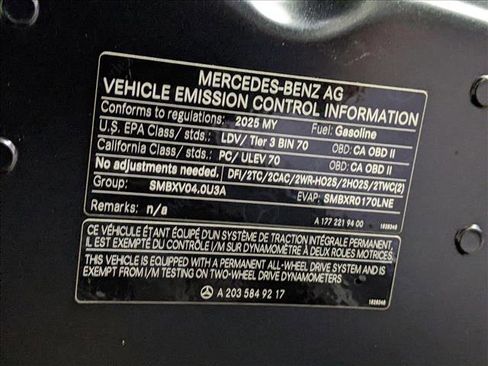 MERCEDES-BENZ AG
VEHICLE EMISSION CONTROL INFORMATION
Conforms to regulations: 2025 MY Fuel: Gasoline
U.S. EPA Class/ stds.: LDV/ Tier 3 BIN 70 OBD: CA OBD II
California Class/ stds.: PC/ ULEV 70 OBD: CA OBD II
No adjustments needed. DFI/2TC/2CAC/2WR-HO2S/2HO2S/2TWC(2)
Group: SMBXV04.0U3A EVAP: SMBXR0170LNE
Remarks: n/a
A 177 221 94 00
CE VÉHICULE ÉTANT ÉQUIPÉ D'UN SYSTÈME DE TRACTION INTÉGRALE PERMANENT,
IL EST EXEMPTÉ DU CONTRÔLE I/M SUR DYNAMOMÈTRE À DEUX ROUES MOTRICES.
THIS VEHICLE IS EQUIPPED WITH A PERMANENT ALL-WHEEL DRIVE SYSTEM AND IS
EXEMPTED FROM I/M TESTING ON TWO-WHEEL DRIVE DYNAMOMETERS
A 203 584 92 17